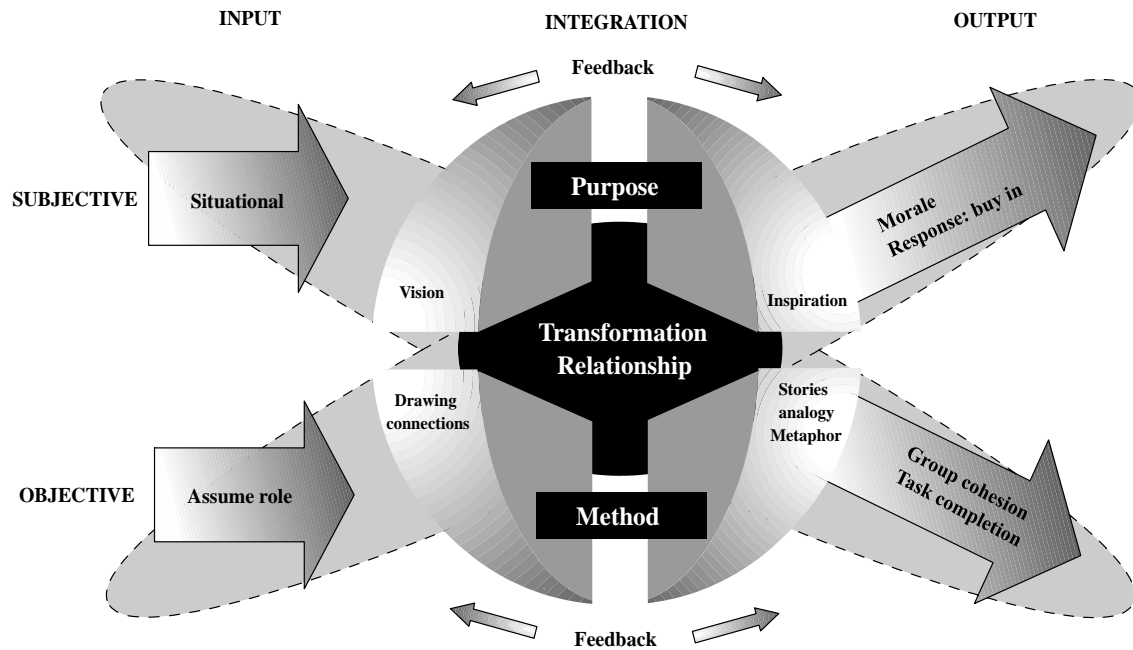 INPUT
INTEGRATION
OUTPUT
Feedback
SUBJECTIVE
Situational
Purpose
Morale
Response: buy in
Vision
Inspiration
Transformation
Relationship
Drawing
connections
Stories
analogy
Metaphor
OBJECTIVE
Assume role
Method
Group cohesion
Task completion
Feedback